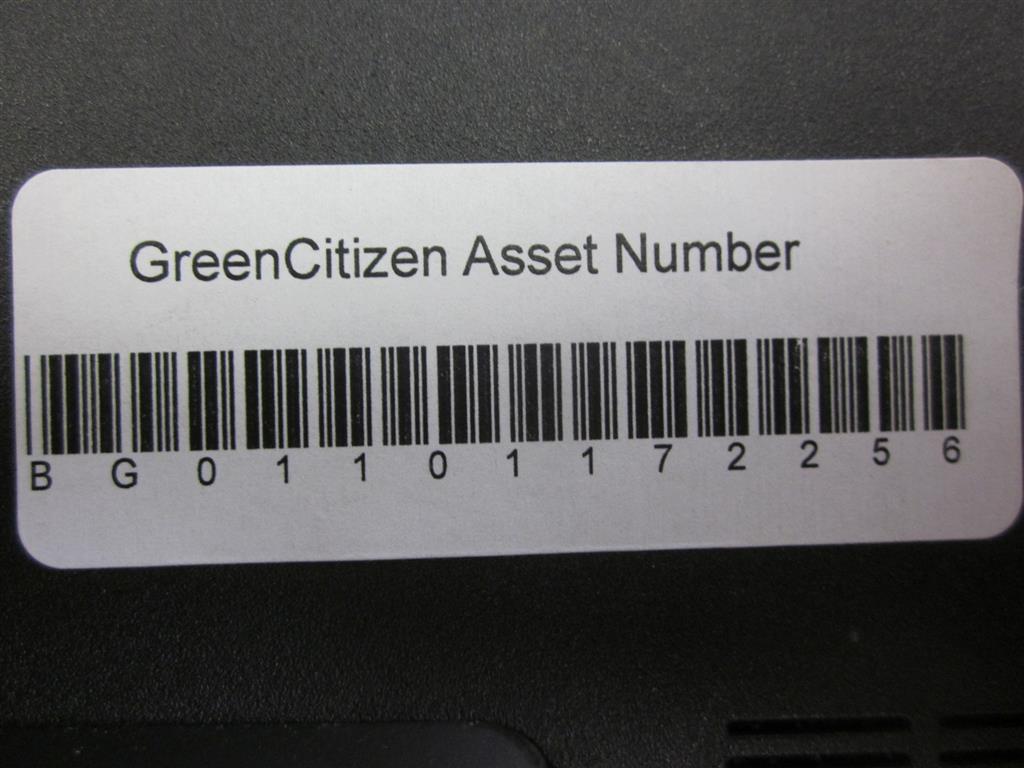 GreenCitizen Asset Number
B G 0 1 1 0 1 1 7 2 2 5 6